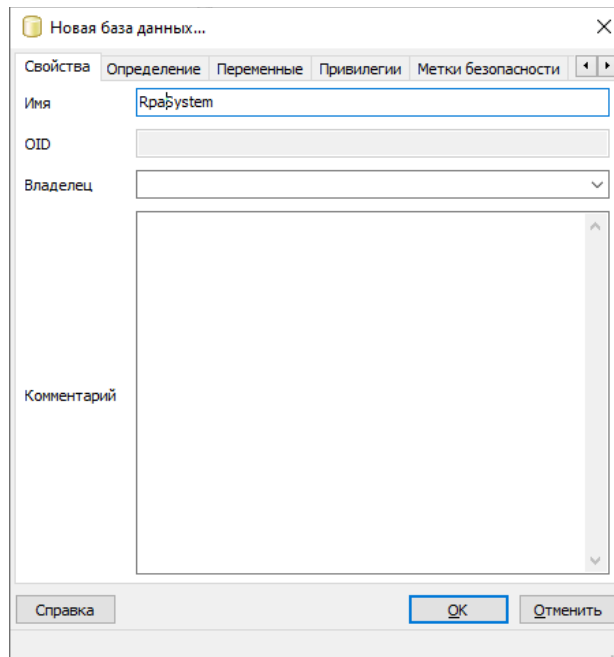 Новая база данных...
Свойства Определение Переменные Привилегии Метки безопасности
Имя RpaSystem
OID
Владелец
Комментарий
Справка OK Отменить